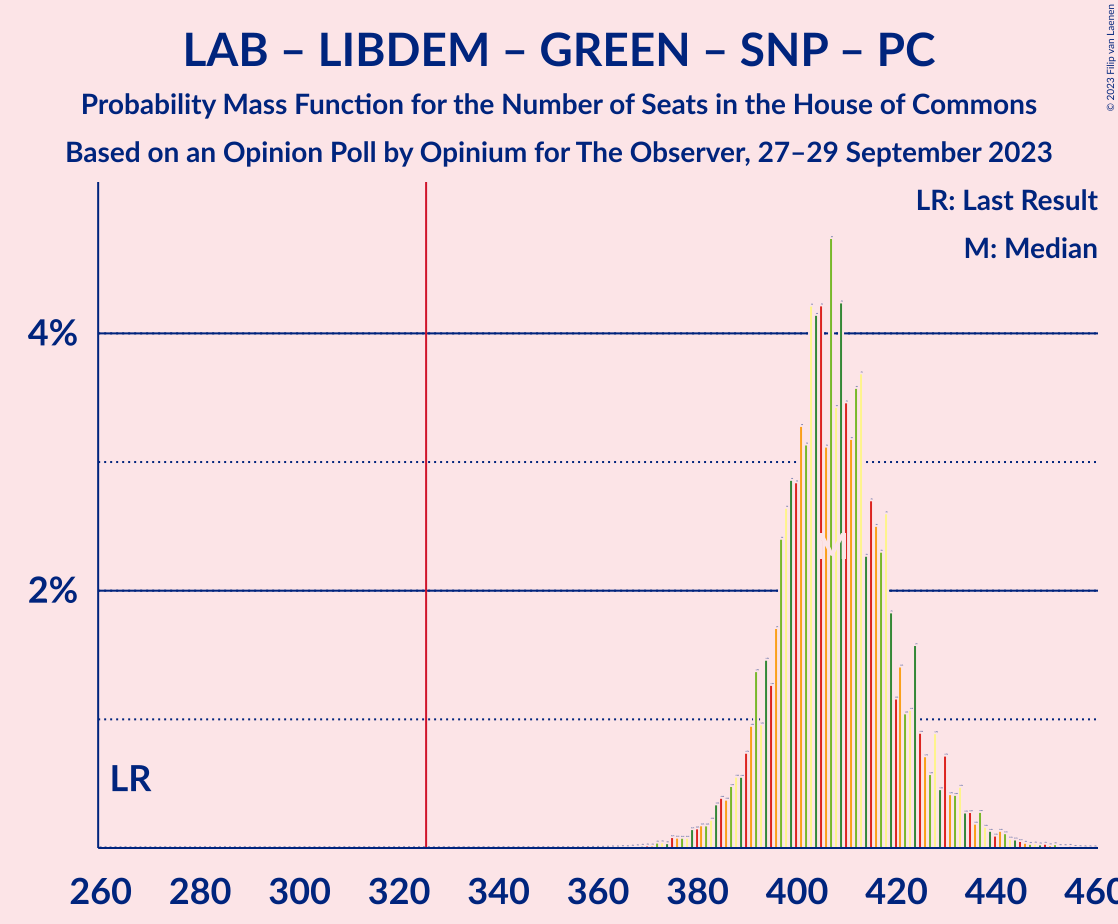 LAB – LIBDEM – GREEN – SNP – PC
Probability Mass Function for the Number of Seats in the House of Commons
Based on an Opinion Poll by Opinium for The Observer, 27–29 September 2023
© 2023 Filip van Laenen
LR: Last Result
M: Median
4%
2%
LR
M
260 280 300 320 340 360 380 400 420 440 460